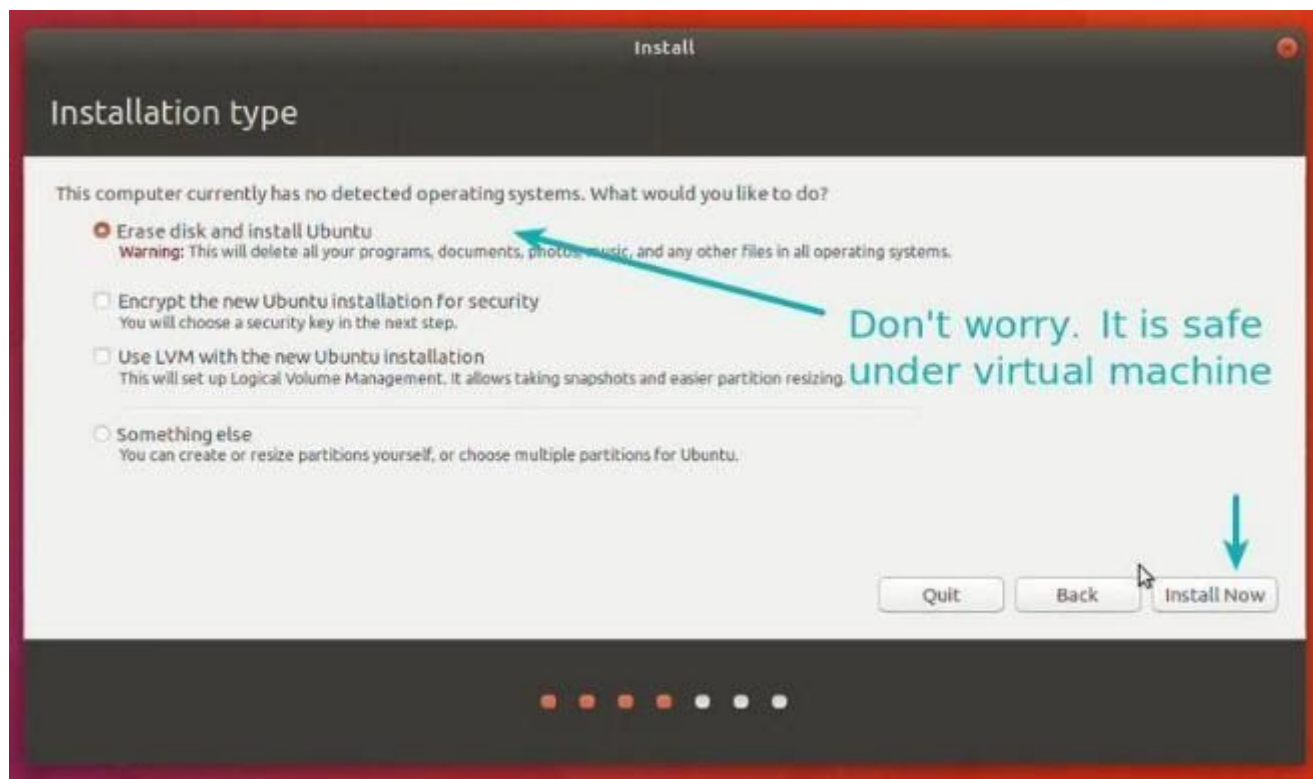 Install
Installation type
This computer currently has no detected operating systems. What would you like to do?
Erase disk and install Ubuntu
Warning: This will delete all your programs, documents, photos, music, and any other files in all operating systems.
Encrypt the new Ubuntu installation for security
You will choose a security key in the next step.
Don't worry. It is safe
under virtual machine
Use LVM with the new Ubuntu installation
This will set up Logical Volume Management. It allows taking snapshots and easier partition resizing.
Something else
You can create or resize partitions yourself, or choose multiple partitions for Ubuntu.
Quit Back Install Now